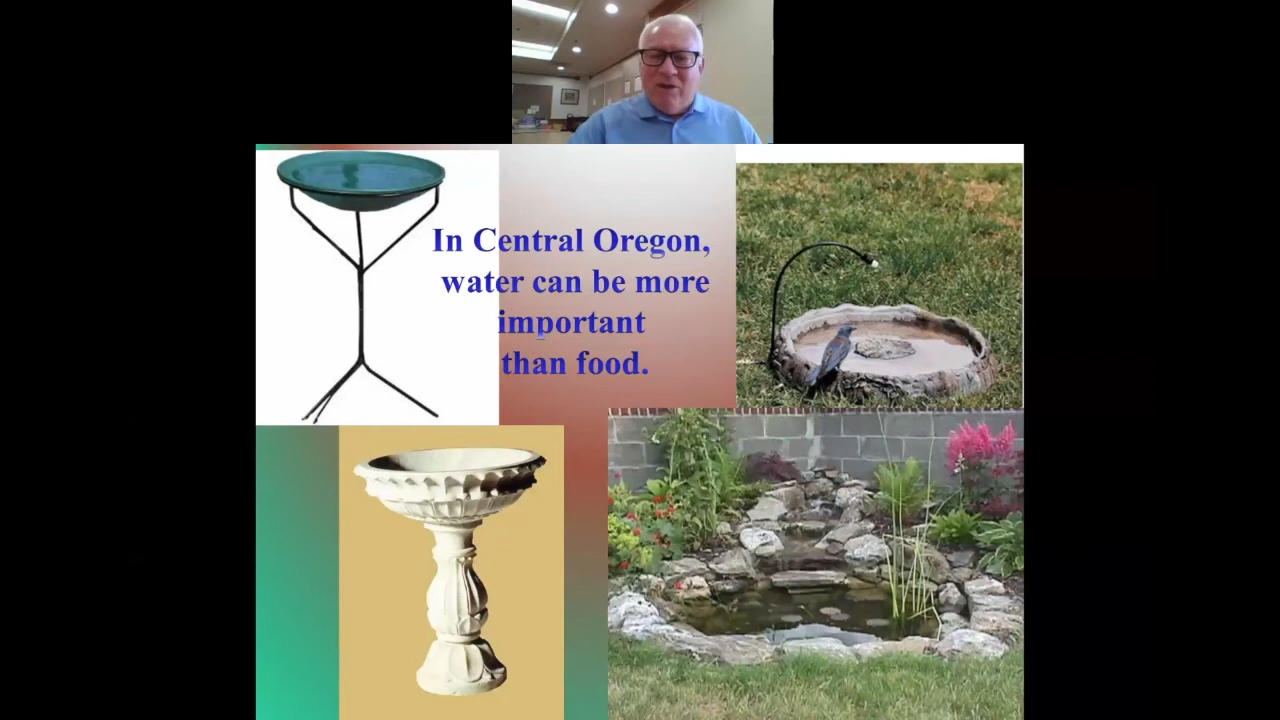 In Central Oregon,
water can be more
important
than food.